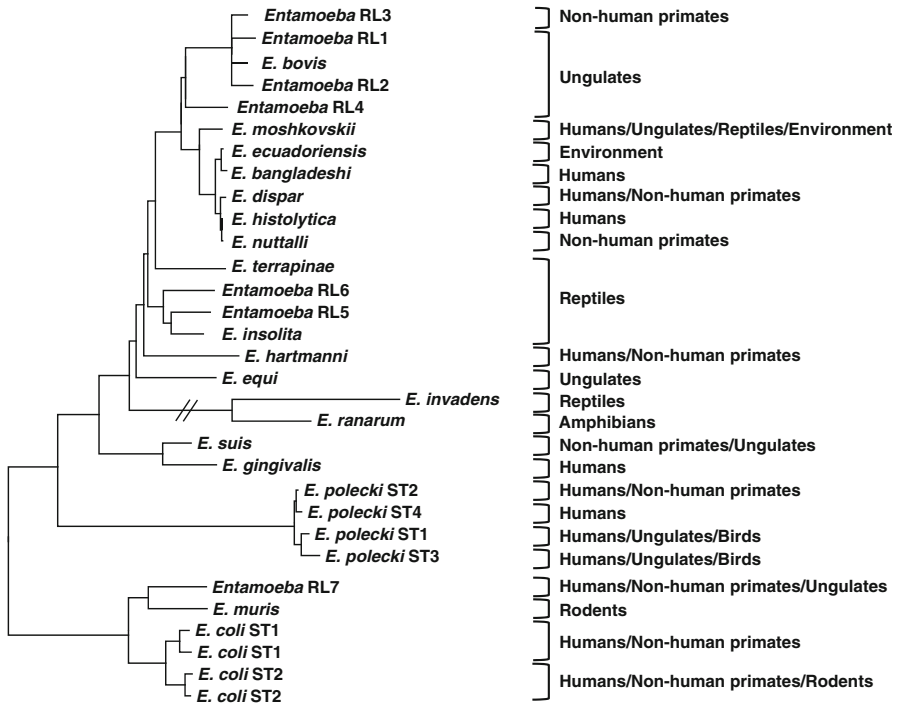 Entamoeba RL3 Non-human primates
Entamoeba RL1
E. bovis Ungulates
Entamoeba RL2
Entamoeba RL4
E. moshkovskii Humans/Ungulates/Reptiles/Environment
E. ecuadoriensis Environment
E. bangladeshi Humans
E. dispar Humans/Non-human primates
E. histolytica Humans
E. nuttalli Non-human primates
E. terrapinae
Entamoeba RL6 Reptiles
Entamoeba RL5
E. insolita
E. hartmanni Humans/Non-human primates
E. equi Ungulates
E. invadens Reptiles
E. ranarum Amphibians
E. suis Non-human primates/Ungulates
E. gingivalis Humans
E. polecki ST2 Humans/Non-human primates
E. polecki ST4 Humans
E. polecki ST1 Humans/Ungulates/Birds
E. polecki ST3 Humans/Ungulates/Birds
Entamoeba RL7 Humans/Non-human primates/Ungulates
E. muris Rodents
E. coli ST1 Humans/Non-human primates
E. coli ST1
E. coli ST2 Humans/Non-human primates/Rodents
E. coli ST2